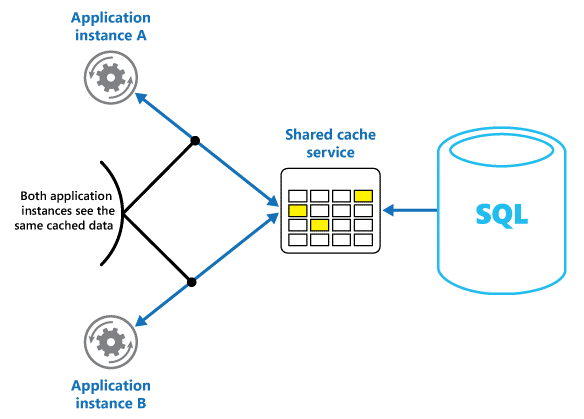 Application
instance A
Shared cache
service
Both application
instances see the
same cached data
SQL
Application
instance B